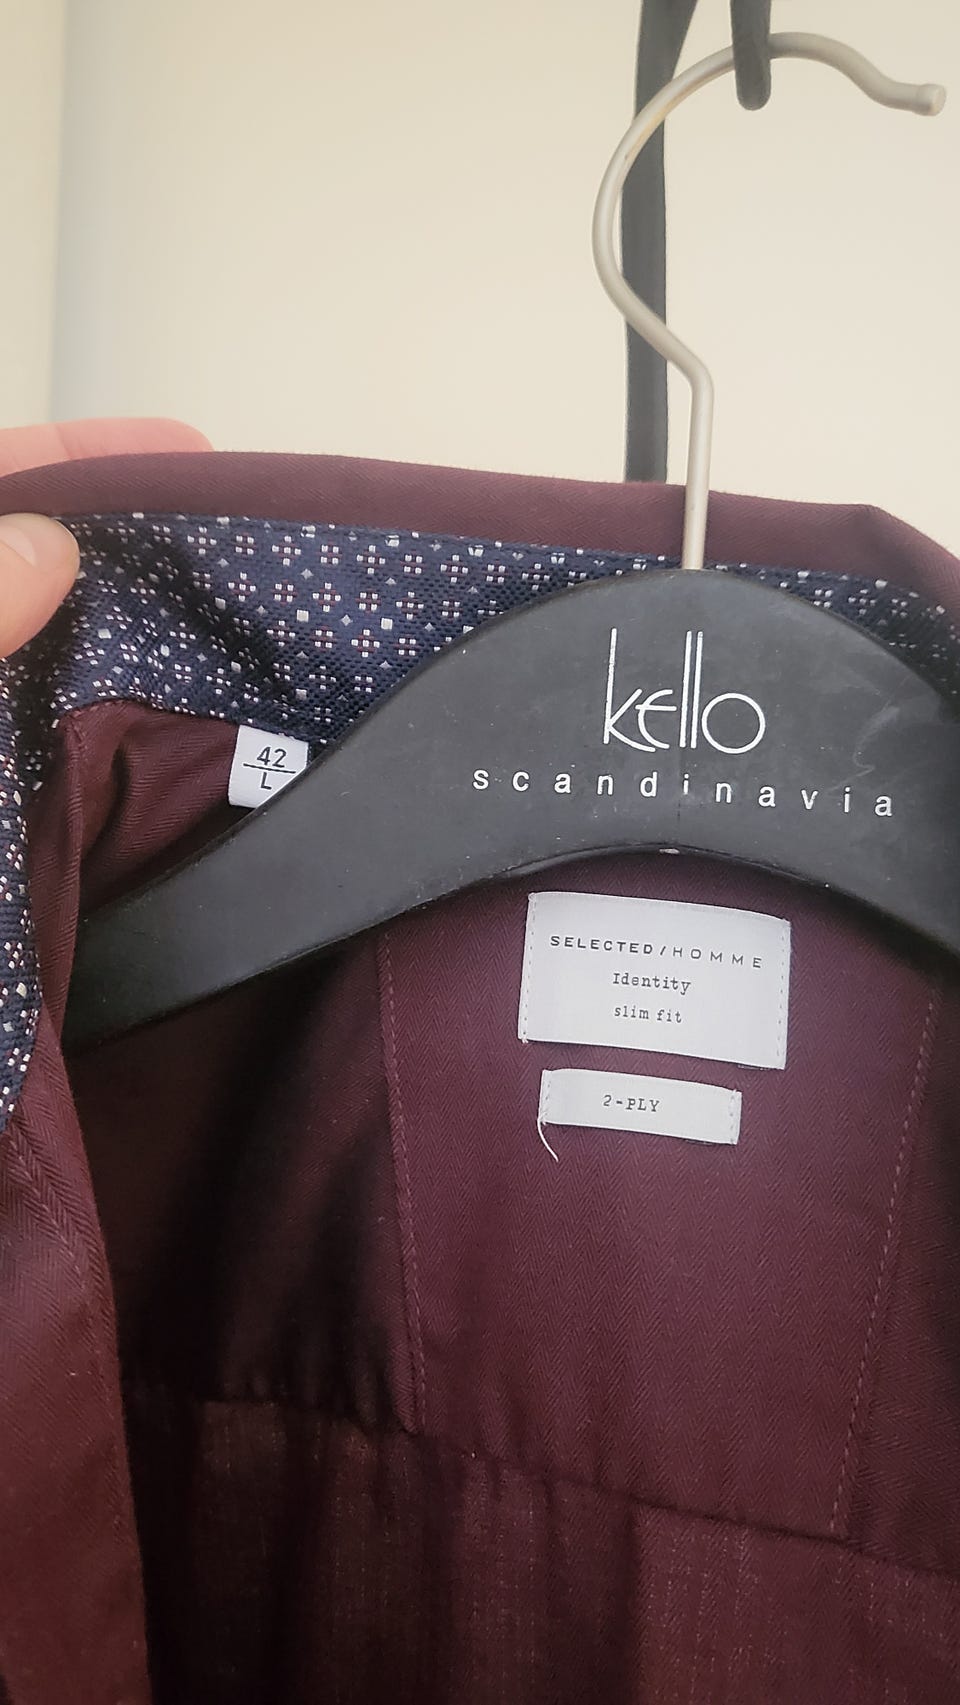 kello
scandinavia
42
L
SELECTED/HOMME
Identity
slim fit
2-PLY